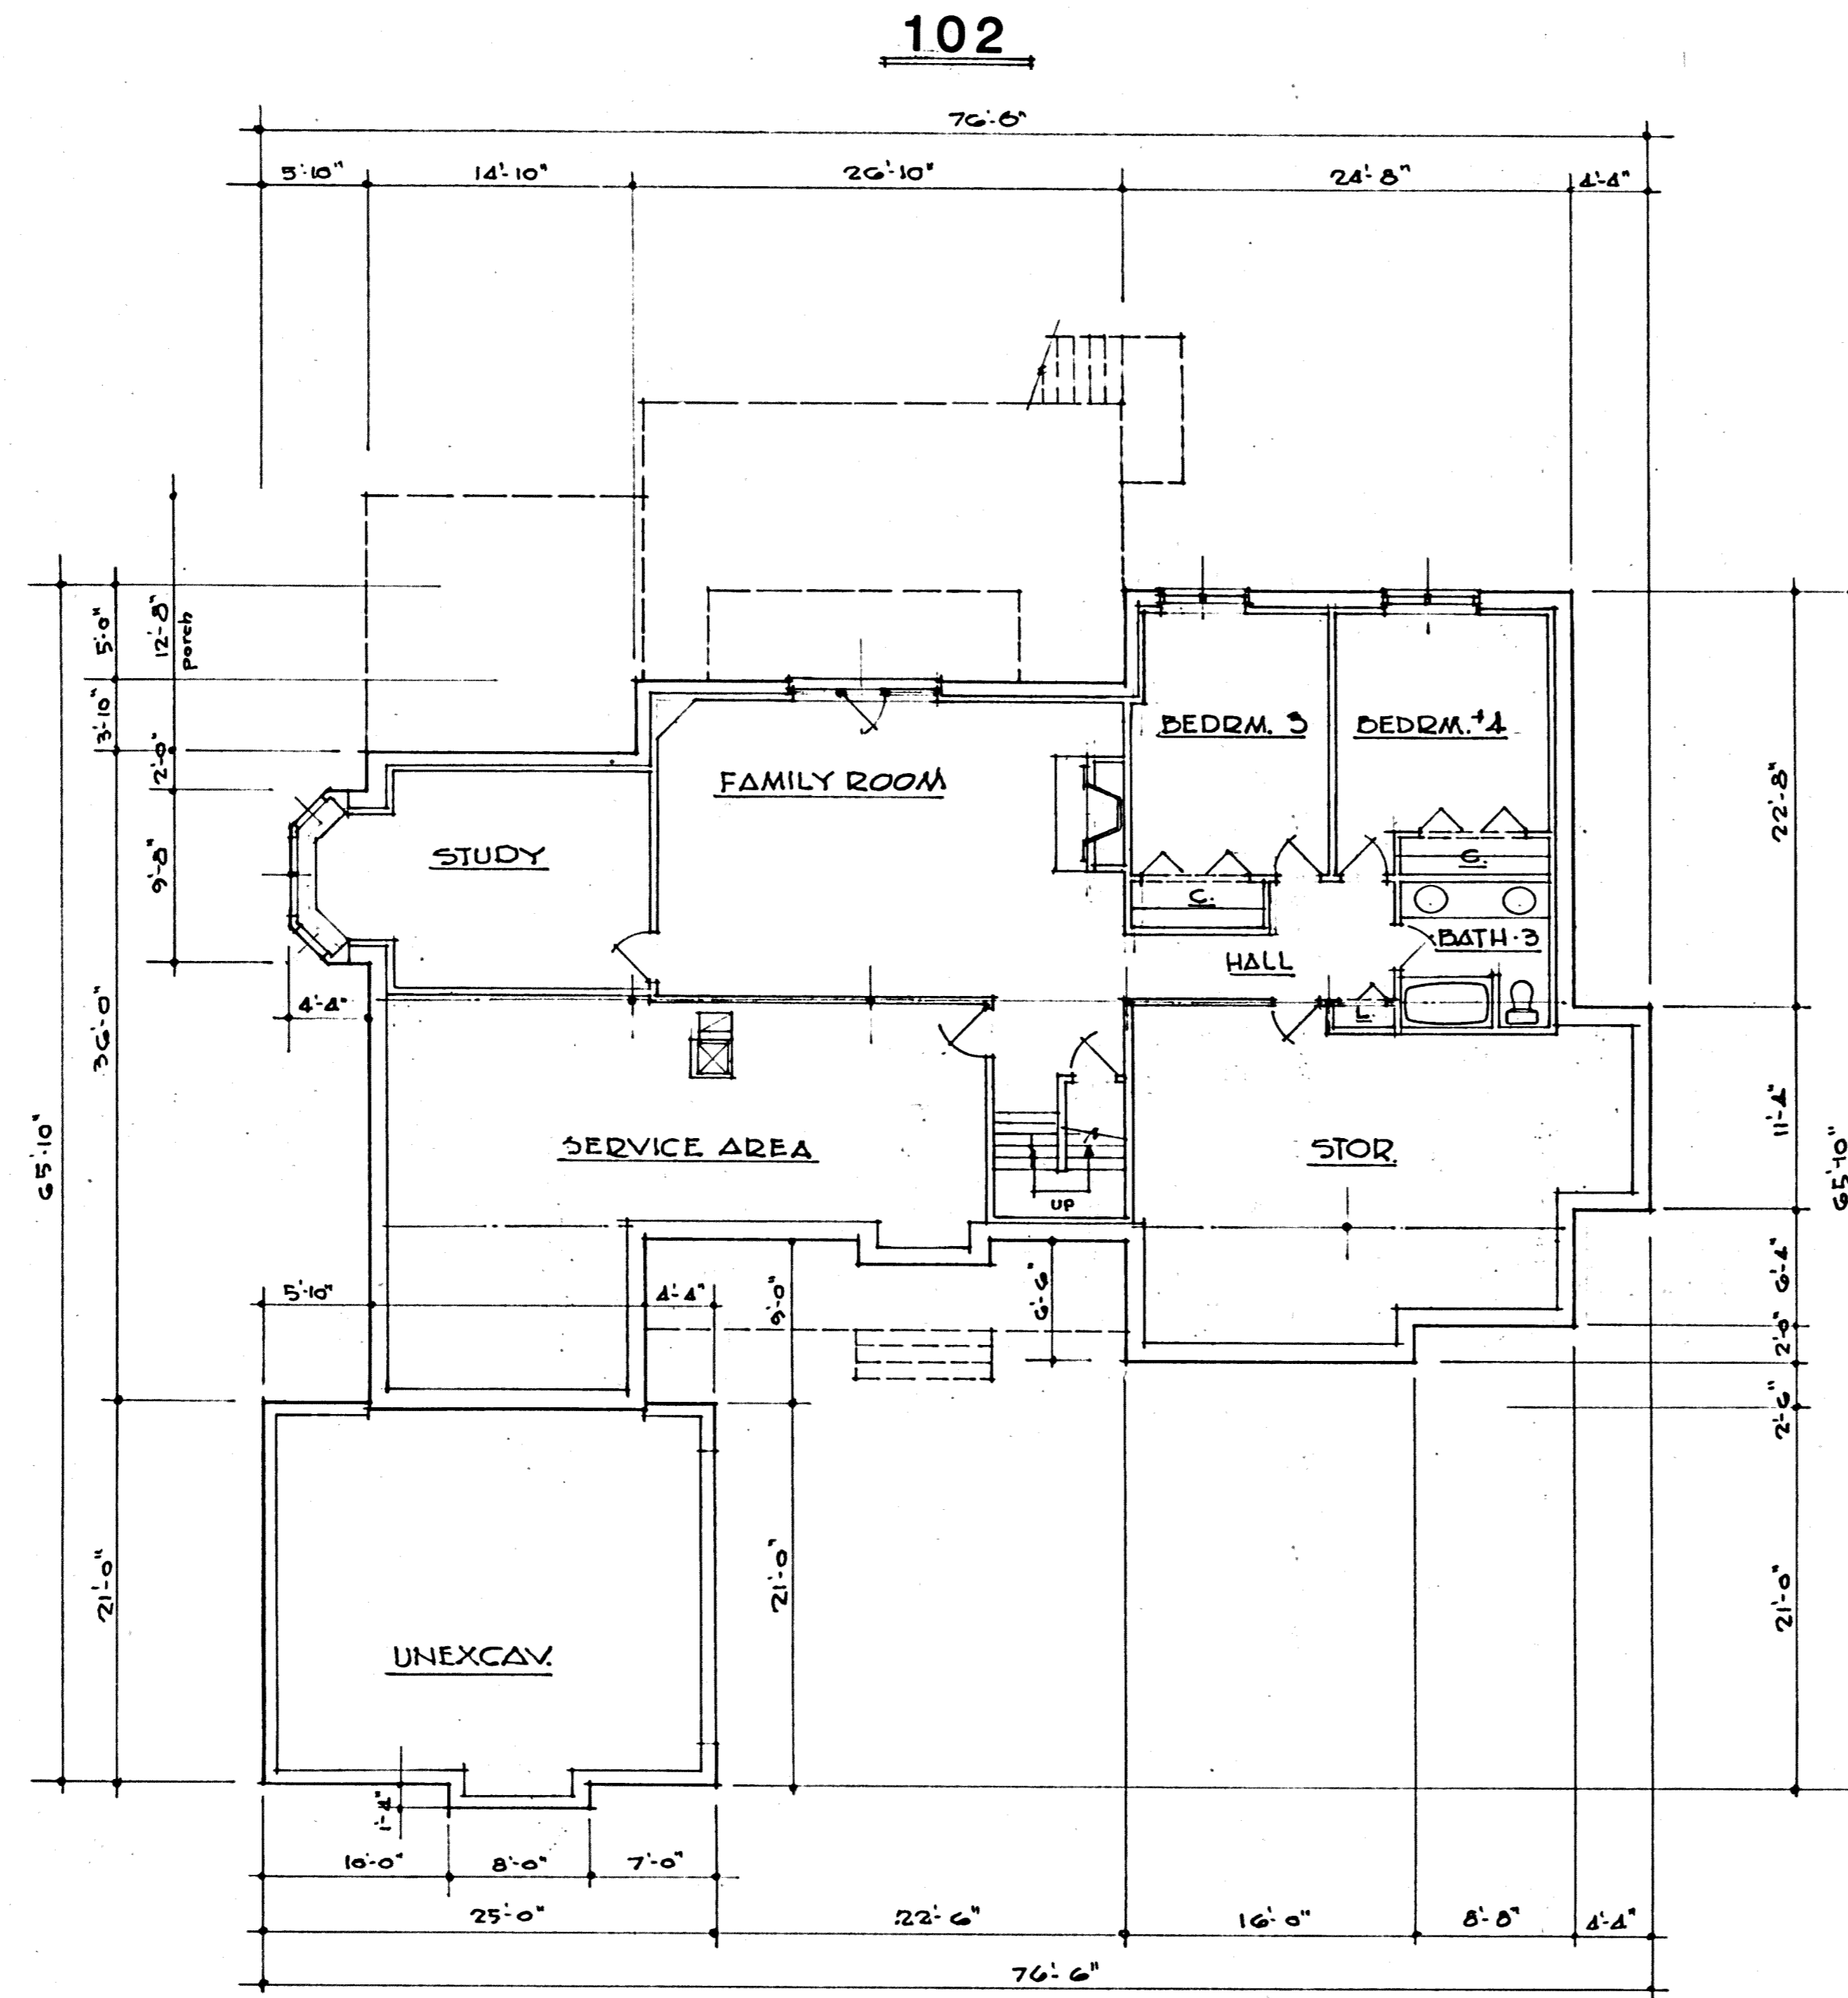 102
76'-6"
5'-10" 14'-10" 26'-10" 24'-8" 4'-4"
5'-0"
12'-8"
porch
3'-10"
2'-0"
9'-8"
4'-4"
36'-0"
65'-10"
21'-0"
BEDRM. 3 BEDRM. #4
FAMILY ROOM
STUDY
C.
C.
BATH·3
HALL
L.
SERVICE AREA
STOR.
UP
22'-8"
11'-4"
65'-10"
6'-4"
2'-0"
2'-6"
21'-0"
5'-10" 4'-4"
9'-0"
6'-6"
21'-0"
UNEXCAV.
1'-4"
10'-0" 8'-0" 7'-0"
25'-0" 22'-6" 16'-0" 8'-8" 4'-4"
76'-6"